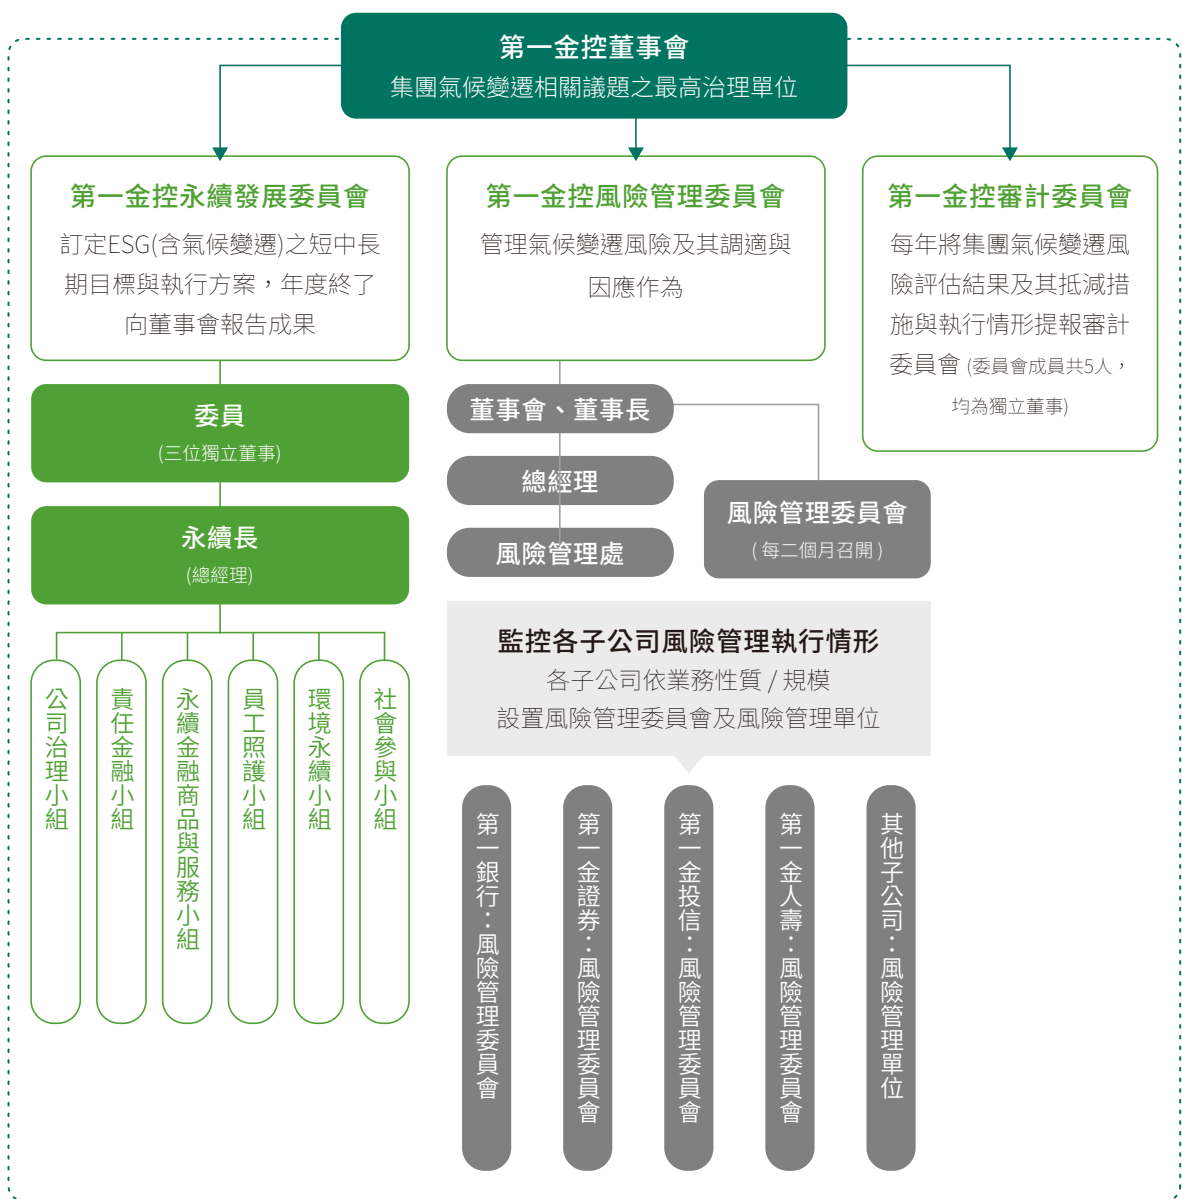 第一金控董事會
集團氣候變遷相關議題之最高治理單位
第一金控永續發展委員會
訂定ESG(含氣候變遷)之短中長
期目標與執行方案，年度終了
向董事會報告成果
委員
(三位獨立董事)
永續長
(總經理)
公司治理小組
責任金融小組
永續金融商品與服務小組
員工照護小組
環境永續小組
社會參與小組
第一金控風險管理委員會
管理氣候變遷風險及其調適與
因應作為
董事會、董事長
總經理
風險管理處
風險管理委員會
(每二個月召開)
監控各子公司風險管理執行情形
各子公司依業務性質 / 規模
設置風險管理委員會及風險管理單位
第一銀行：風險管理委員會
第一金證券：風險管理委員會
第一金投信：風險管理委員會
第一金人壽：風險管理委員會
其他子公司：風險管理單位
第一金控審計委員會
每年將集團氣候變遷風
險評估結果及其抵減措
施與執行情形提報審計
委員會 (委員會成員共5人，
均為獨立董事)